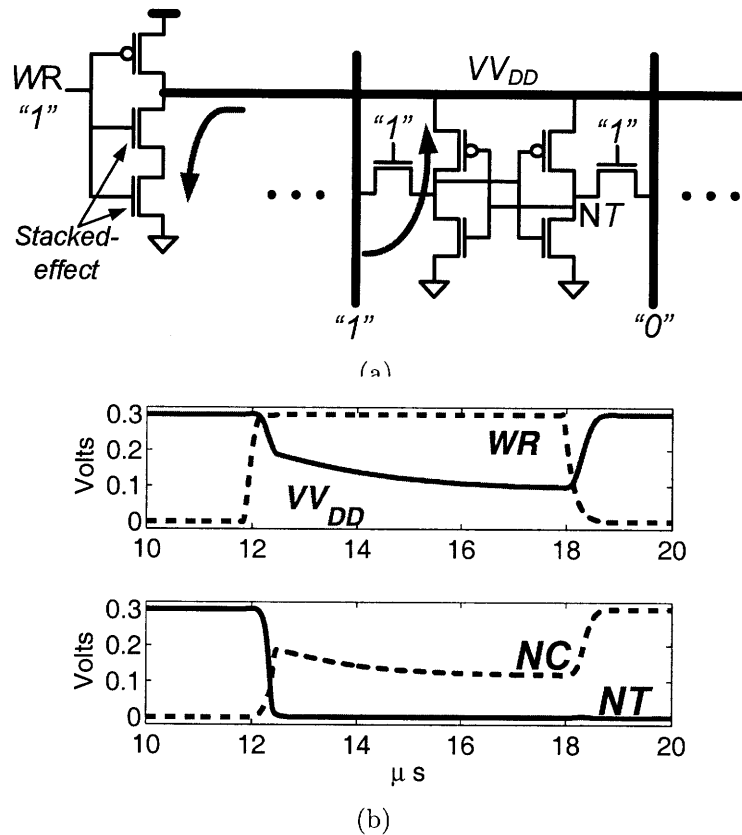 VV_DD
WR
"1"
"1"
"1"
NT
Stacked-
effect
"1"
"0"
(a)
0.3
0.2
0.1
0
Volts
WR
VV_DD
10 12 14 16 18 20
0.3
0.2
0.1
0
Volts
NC
NT
10 12 14 16 18 20
μ s
(b)